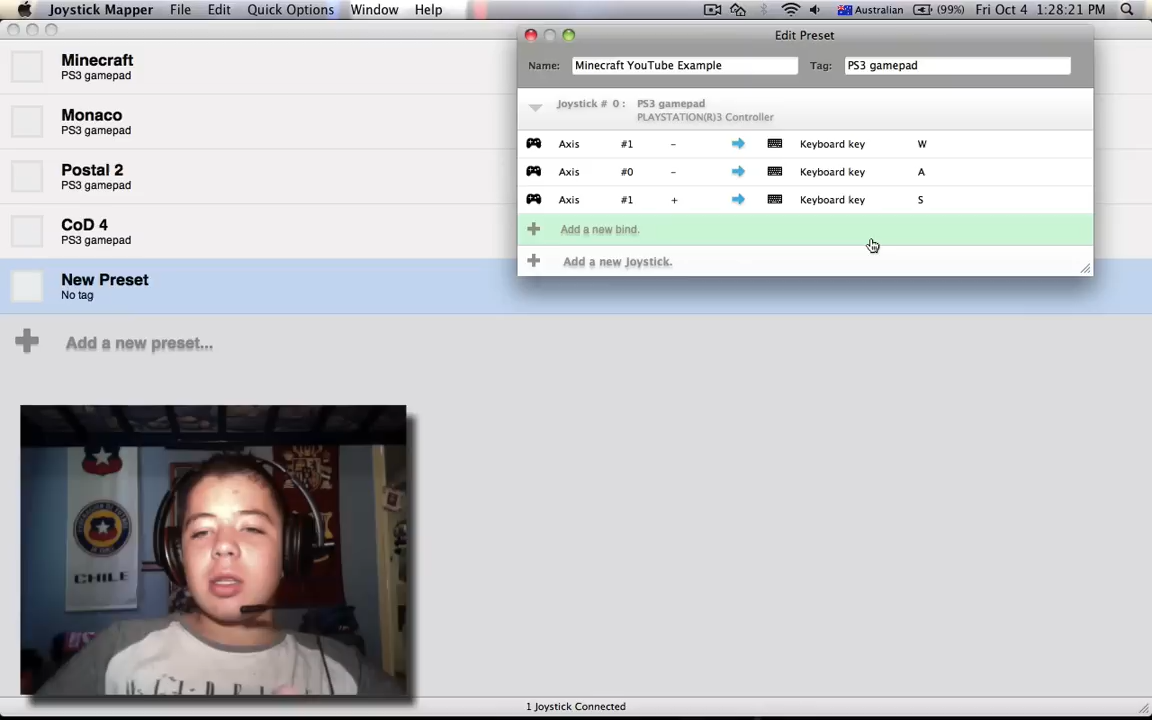 Joystick Mapper File Edit Quick Options Window Help Australian (99%) Fri Oct 4 1:28:21 PM
Edit Preset
Name: Minecraft YouTube Example Tag: PS3 gamepad
Joystick # 0 : PS3 gamepad
PLAYSTATION(R)3 Controller
Axis #1 – Keyboard key W
Axis #0 – Keyboard key A
Axis #1 + Keyboard key S
Add a new bind.
Add a new Joystick.
Minecraft
PS3 gamepad
Monaco
PS3 gamepad
Postal 2
PS3 gamepad
CoD 4
PS3 gamepad
New Preset
No tag
Add a new preset...
CHILE
1 Joystick Connected